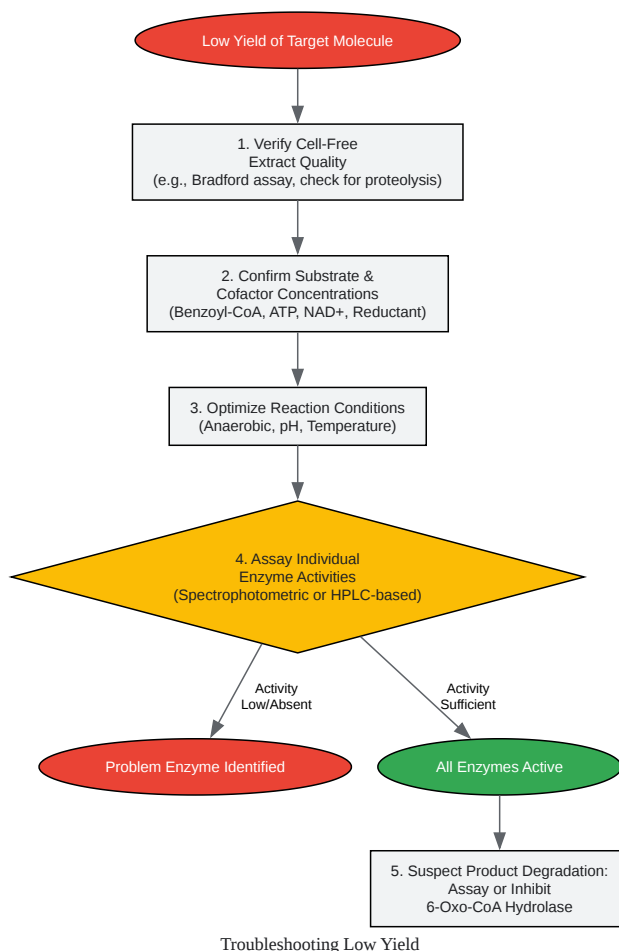 Low Yield of Target Molecule
1. Verify Cell-Free
Extract Quality
(e.g., Bradford assay, check for proteolysis)
2. Confirm Substrate &
Cofactor Concentrations
(Benzoyl-CoA, ATP, NAD+, Reductant)
3. Optimize Reaction Conditions
(Anaerobic, pH, Temperature)
4. Assay Individual
Enzyme Activities
(Spectrophotometric or HPLC-based)
Activity
Low/Absent
Activity
Sufficient
Problem Enzyme Identified
All Enzymes Active
5. Suspect Product Degradation:
Assay or Inhibit
6-Oxo-CoA Hydrolase
Troubleshooting Low Yield